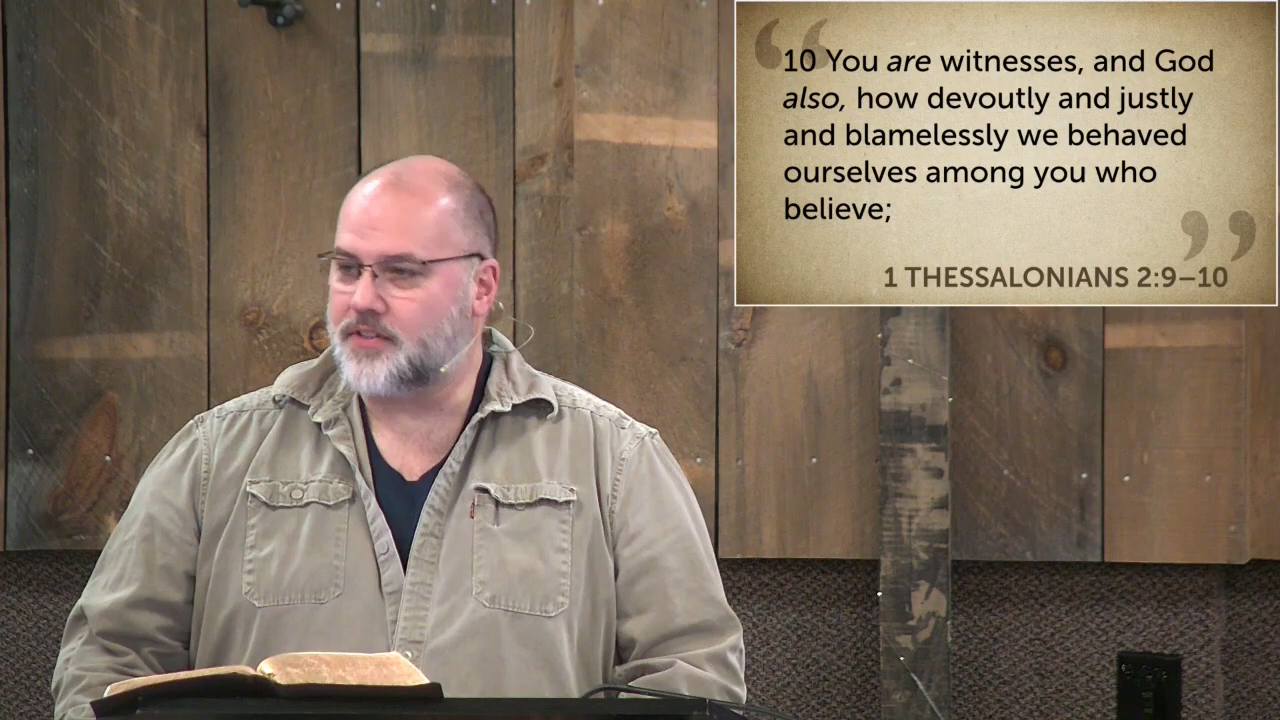 10 You are witnesses, and God
also, how devoutly and justly
and blamelessly we behaved
ourselves among you who
believe;
1 THESSALONIANS 2:9–10